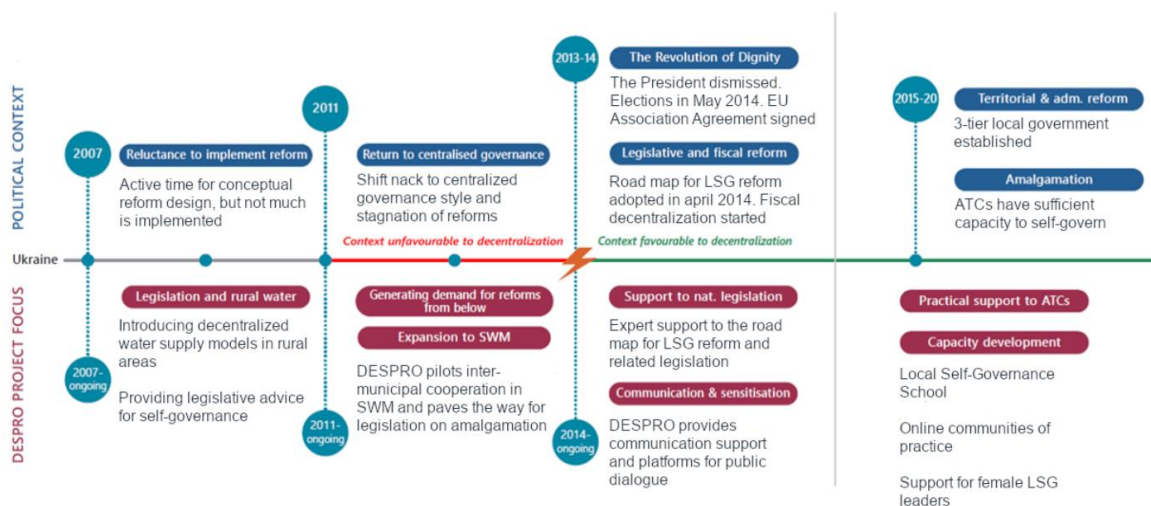 POLITICAL CONTEXT
2007
Reluctance to implement reform
Active time for conceptual
reform design, but not much
is implemented
2011
Return to centralised governance
Shift nack to centralized
governance style and
stagnation of reforms
Context unfavourable to decentralization
2013-14
The Revolution of Dignity
The President dismissed.
Elections in May 2014. EU
Association Agreement signed
Legislative and fiscal reform
Road map for LSG reform
adopted in april 2014. Fiscal
decentralization started
Context favourable to decentralization
2015-20
Territorial & adm. reform
3-tier local government
established
Amalgamation
ATCs have sufficient
capacity to self-govern
Ukraine
DESPRO PROJECT FOCUS
2007-
ongoing
Legislation and rural water
Introducing decentralized
water supply models in rural
areas
Providing legislative advice
for self-governance
2011-
ongoing
Generating demand for reforms
from below
Expansion to SWM
DESPRO pilots inter-
municipal cooperation in
SWM and paves the way for
legislation on amalgamation
2014-
ongoing
Support to nat. legislation
Expert support to the road
map for LSG reform and
related legislation
Communication & sensitisation
DESPRO provides
communication support
and platforms for public
dialogue
Practical support to ATCs
Capacity development
Local Self-Governance
School
Online communities of
practice
Support for female LSG
leaders